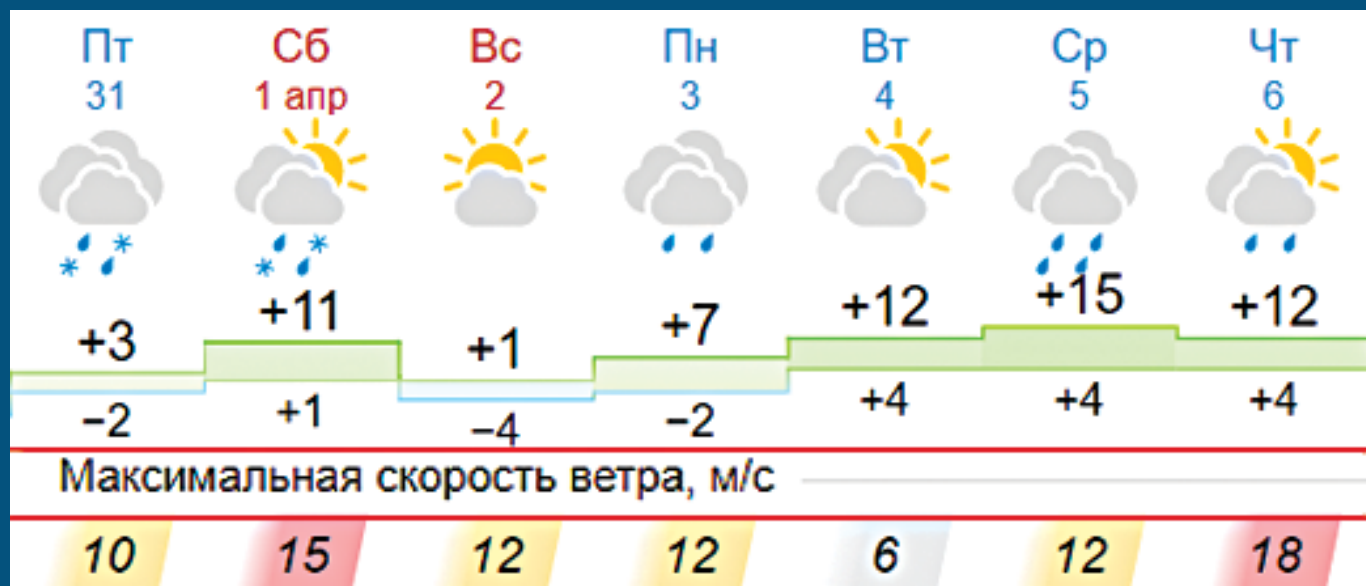 Пт Сб Вс Пн Вт Ср Чт
31 1 апр 2 3 4 5 6
+3 +11 +1 +7 +12 +15 +12
−2 +1 −4 −2 +4 +4 +4
Максимальная скорость ветра, м/с
10 15 12 12 6 12 18